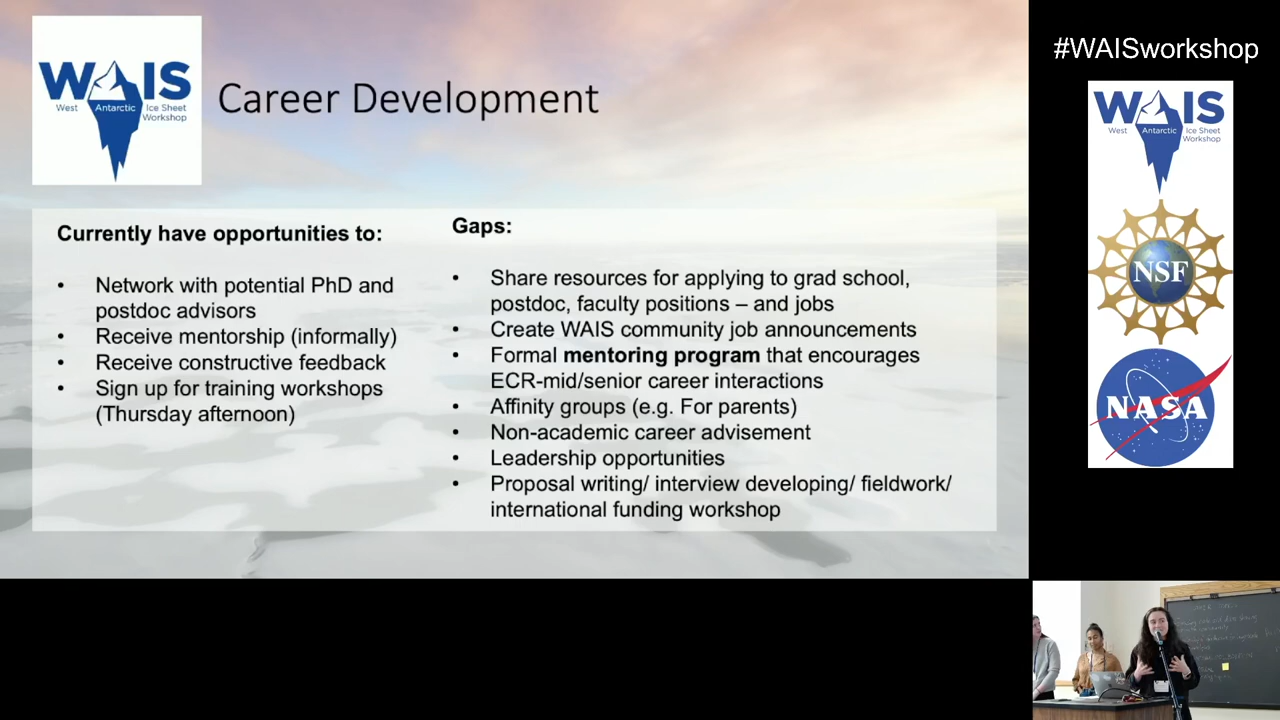 WAIS
West Antarctic Ice Sheet
Workshop
Career Development
Currently have opportunities to:
• Network with potential PhD and
postdoc advisors
• Receive mentorship (informally)
• Receive constructive feedback
• Sign up for training workshops
(Thursday afternoon)
Gaps:
• Share resources for applying to grad school,
postdoc, faculty positions – and jobs
• Create WAIS community job announcements
• Formal mentoring program that encourages
ECR-mid/senior career interactions
• Affinity groups (e.g. For parents)
• Non-academic career advisement
• Leadership opportunities
• Proposal writing/ interview developing/ fieldwork/
international funding workshop
#WAISworkshop
WAIS
West Antarctic Ice Sheet
Workshop
NSF
NASA